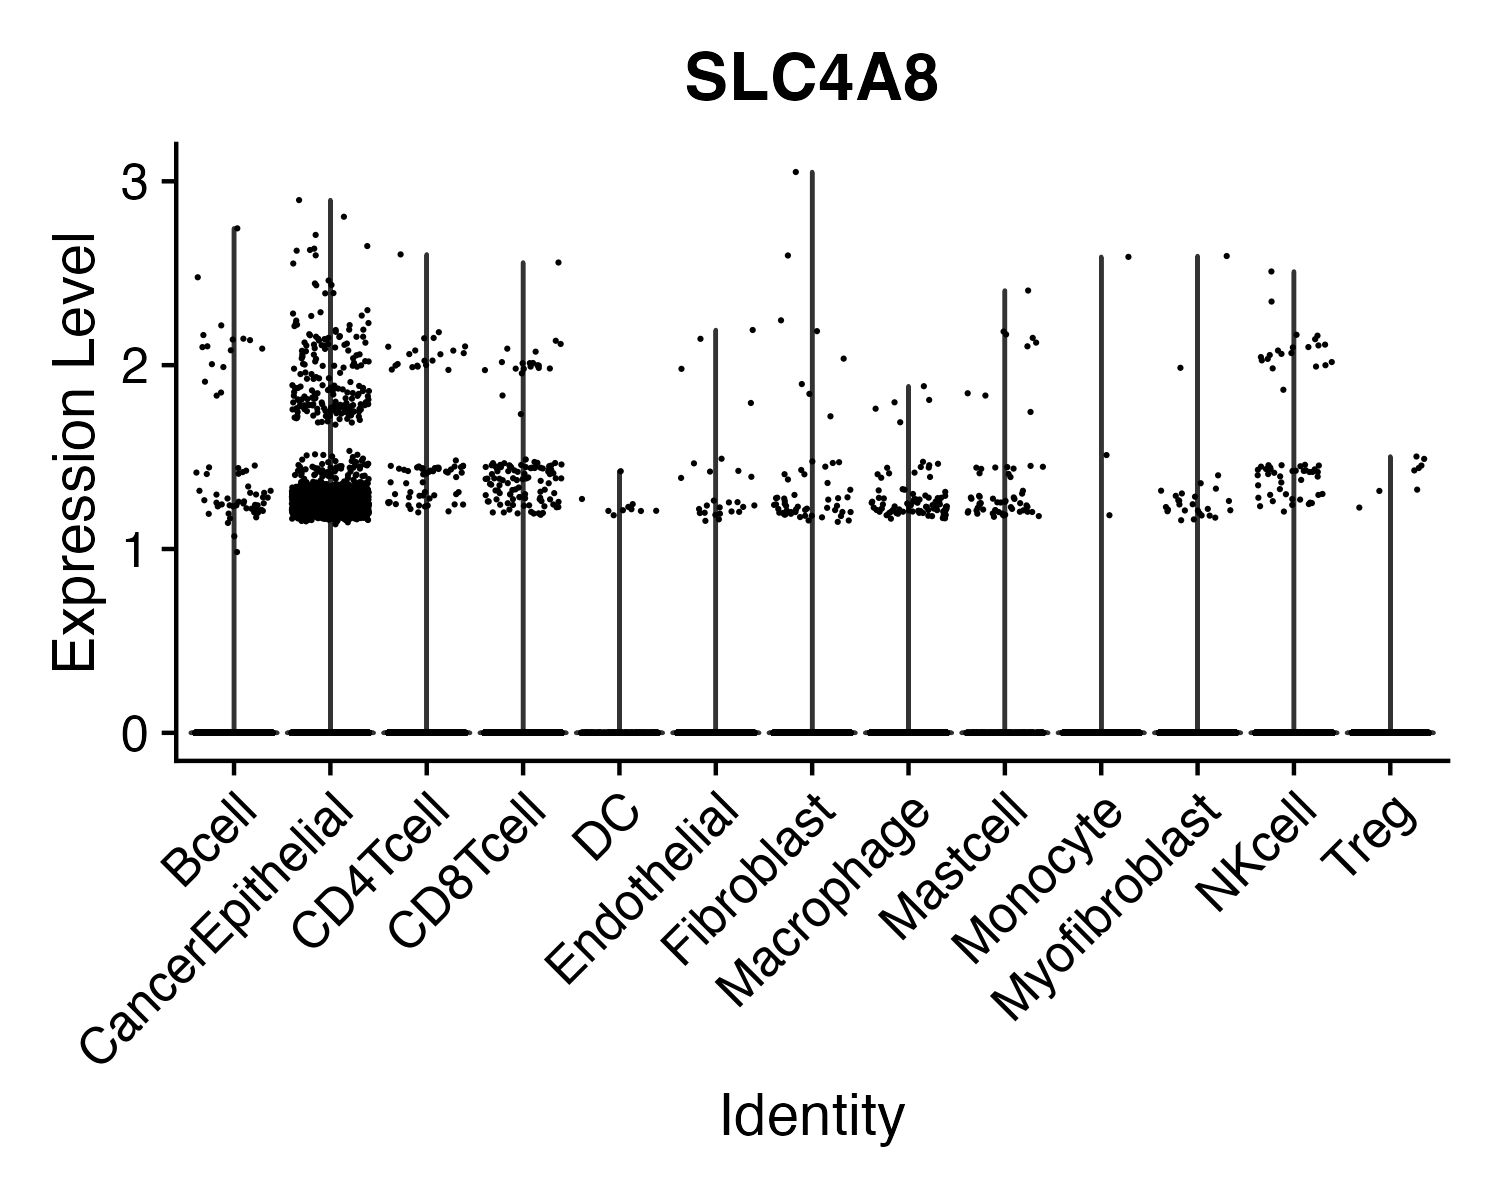 SLC4A8
Expression Level
3
2
1
0
Bcell
CancerEpithelial
CD4Tcell
CD8Tcell
DC
Endothelial
Fibroblast
Macrophage
Mastcell
Monocyte
Myofibroblast
NKcell
Treg
Identity